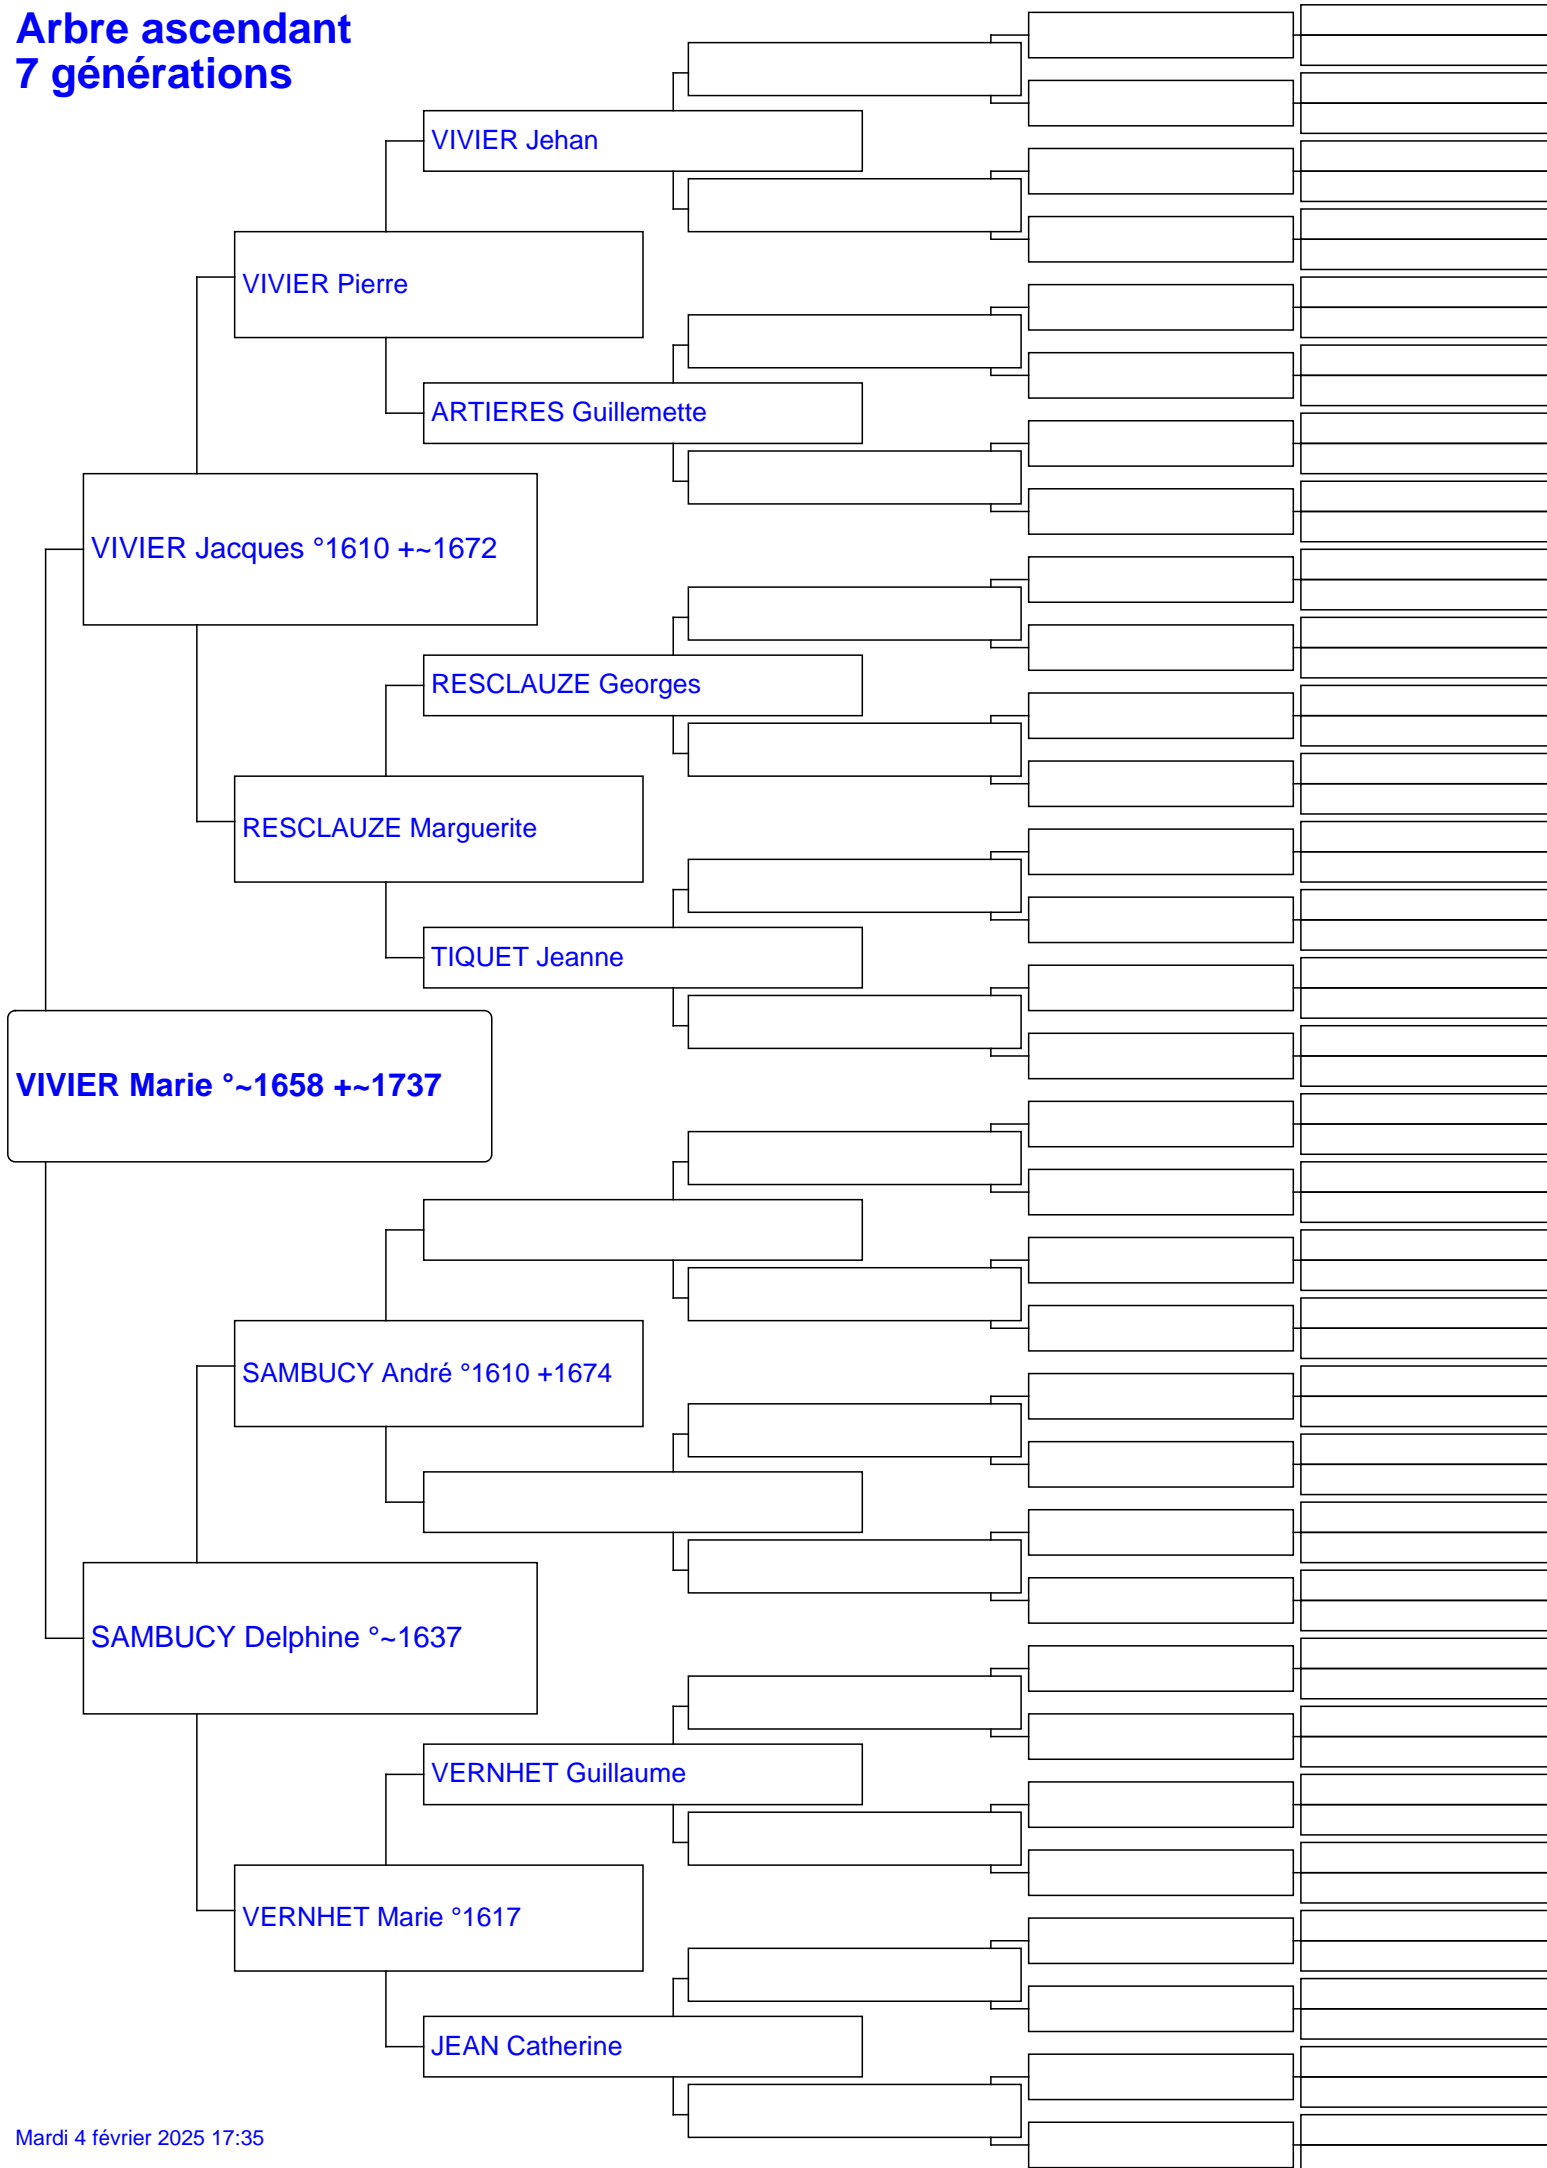 Arbre ascendant
7 générations
VIVIER Jehan
VIVIER Pierre
ARTIERES Guillemette
VIVIER Jacques °1610 +~1672
RESCLAUZE Georges
RESCLAUZE Marguerite
TIQUET Jeanne
VIVIER Marie °~1658 +~1737
SAMBUCY André °1610 +1674
SAMBUCY Delphine °~1637
VERNHET Guillaume
VERNHET Marie °1617
JEAN Catherine
Mardi 4 février 2025 17:35